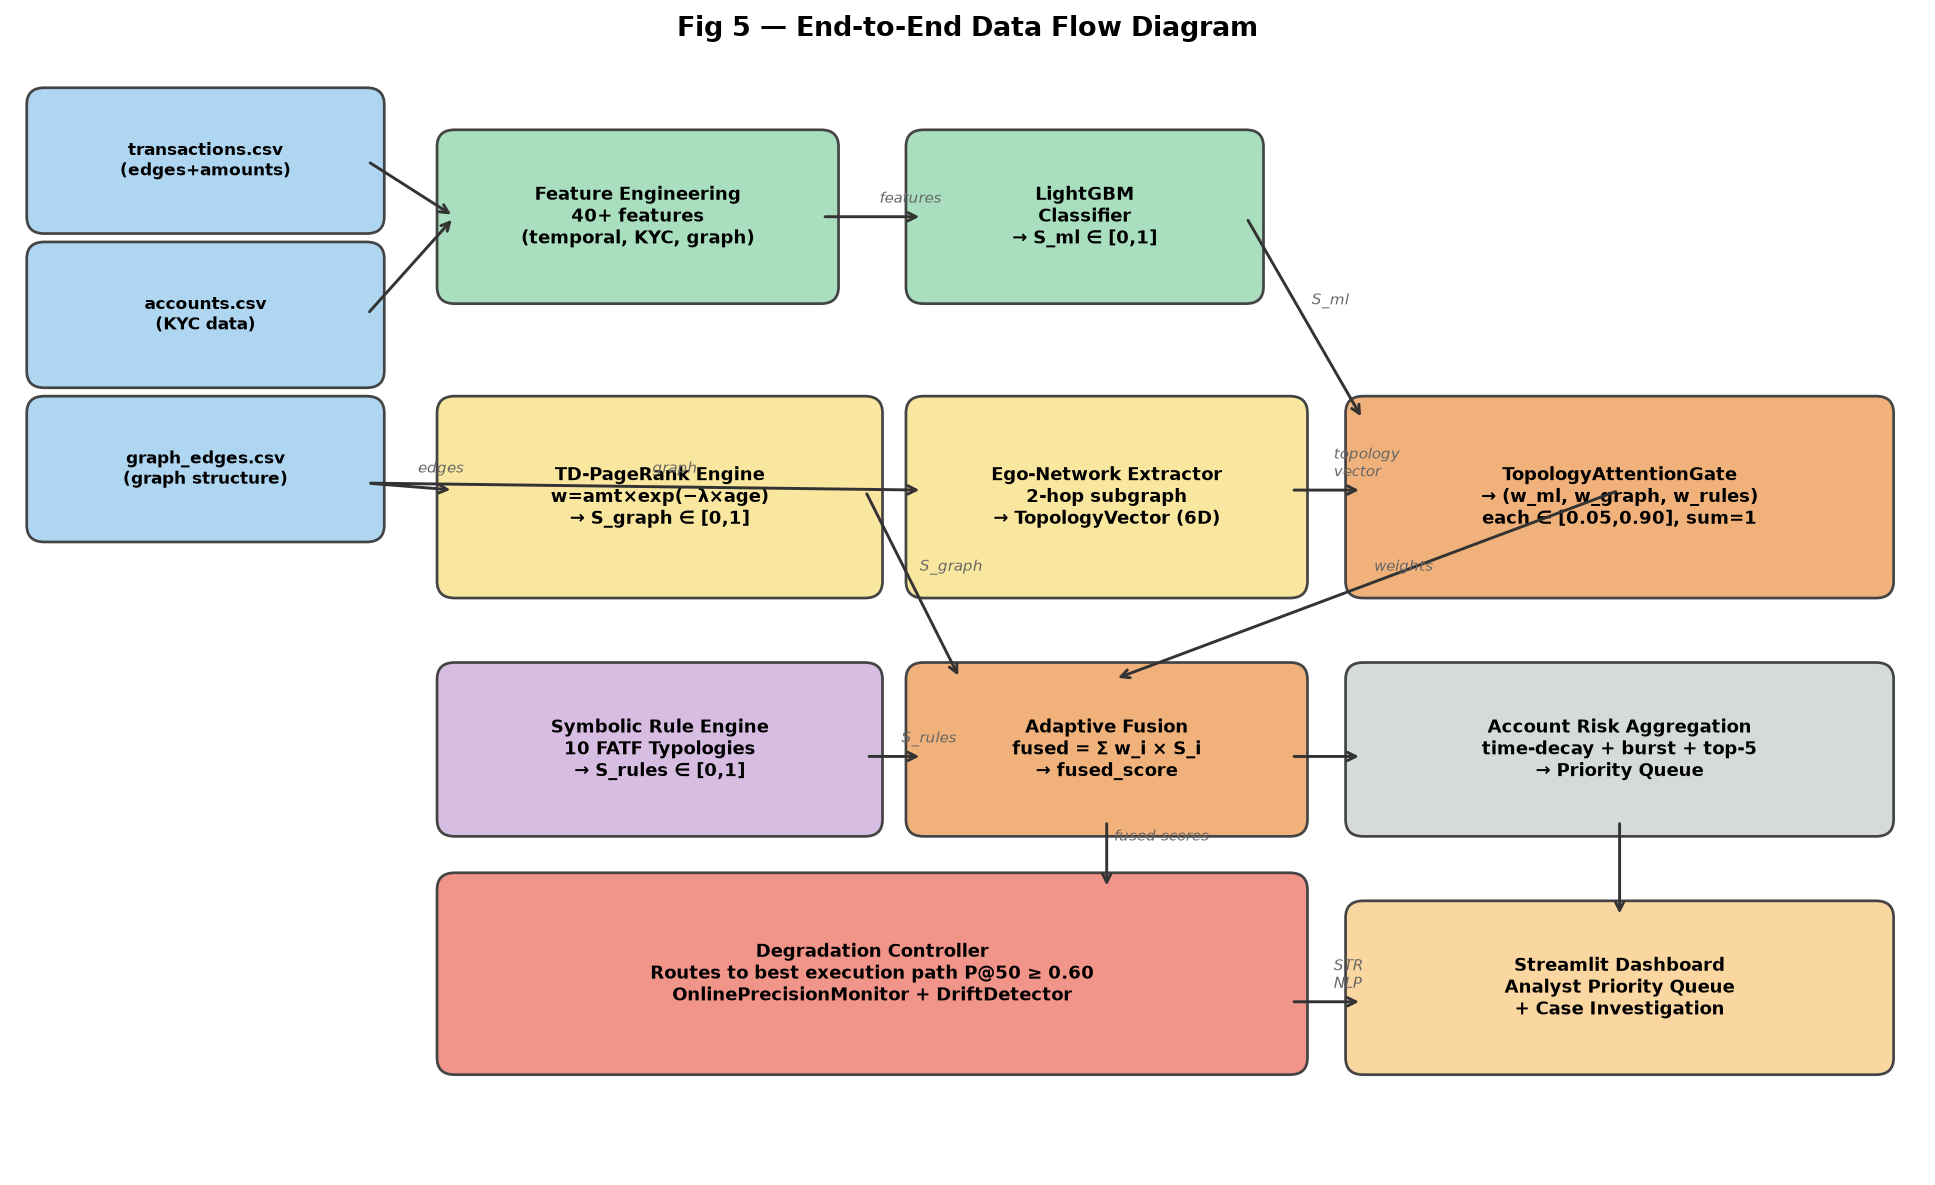 Fig 5 — End-to-End Data Flow Diagram
transactions.csv
(edges+amounts)
accounts.csv
(KYC data)
graph_edges.csv
(graph structure)
Feature Engineering
40+ features
(temporal, KYC, graph)
features
LightGBM
Classifier
→ S_ml ∈ [0,1]
S_ml
edges
graph
TD-PageRank Engine
w=amt×exp(−λ×age)
→ S_graph ∈ [0,1]
Ego-Network Extractor
2-hop subgraph
→ TopologyVector (6D)
topology
vector
TopologyAttentionGate
→ (w_ml, w_graph, w_rules)
each ∈ [0.05,0.90], sum=1
S_graph
weights
Symbolic Rule Engine
10 FATF Typologies
→ S_rules ∈ [0,1]
S_rules
Adaptive Fusion
fused = Σ w_i × S_i
→ fused_score
Account Risk Aggregation
time-decay + burst + top-5
→ Priority Queue
fused scores
Degradation Controller
Routes to best execution path P@50 ≥ 0.60
OnlinePrecisionMonitor + DriftDetector
STR
NLP
Streamlit Dashboard
Analyst Priority Queue
+ Case Investigation